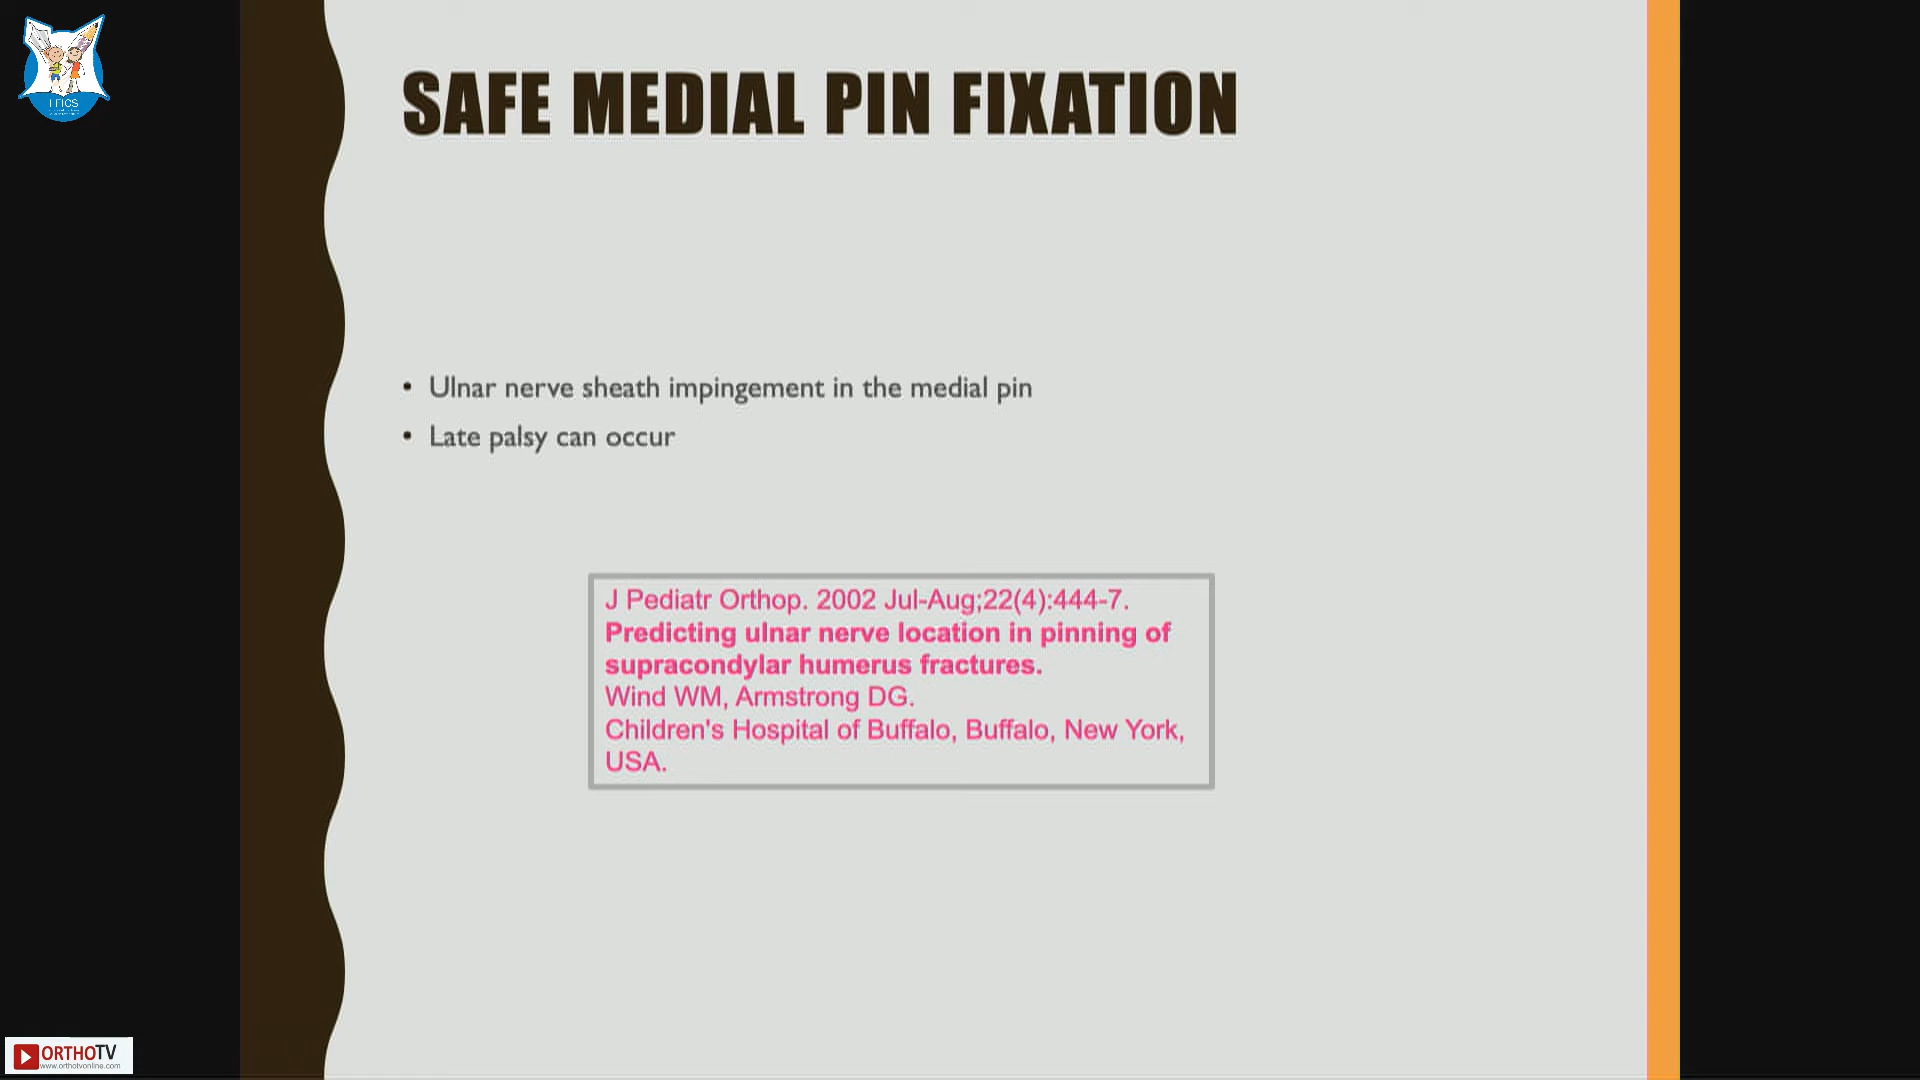 I FICS
SAFE MEDIAL PIN FIXATION
• Ulnar nerve sheath impingement in the medial pin
• Late palsy can occur
J Pediatr Orthop. 2002 Jul-Aug;22(4):444-7.
Predicting ulnar nerve location in pinning of
supracondylar humerus fractures.
Wind WM, Armstrong DG.
Children's Hospital of Buffalo, Buffalo, New York,
USA.
ORTHOTV
www.orthotvonline.com